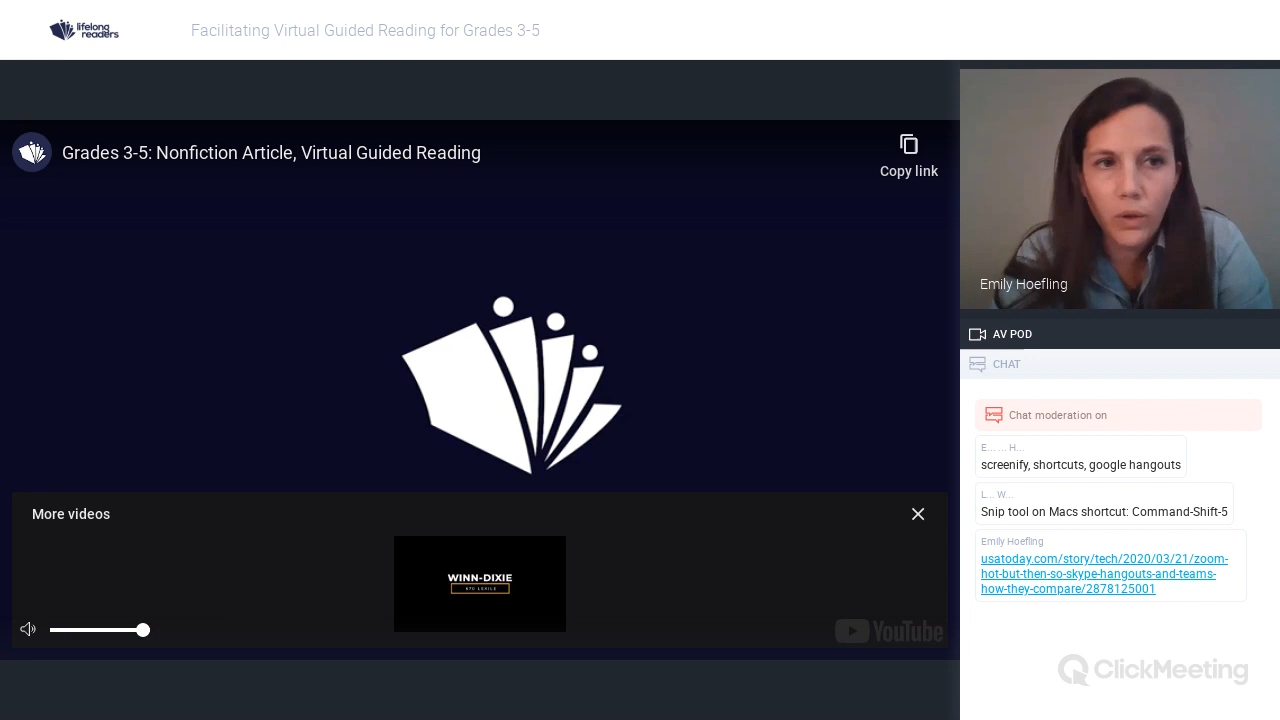 lifelong
readers
Facilitating Virtual Guided Reading for Grades 3-5
Grades 3-5: Nonfiction Article, Virtual Guided Reading
Copy link
More videos
WINN-DIXIE
670 LEXILE
YouTube
Emily Hoefling
AV POD
CHAT
Chat moderation on
E... ... H...
screenify, shortcuts, google hangouts
L... W...
Snip tool on Macs shortcut: Command-Shift-5
Emily Hoefling
usatoday.com/story/tech/2020/03/21/zoom-
hot-but-then-so-skype-hangouts-and-teams-
how-they-compare/2878125001
ClickMeeting